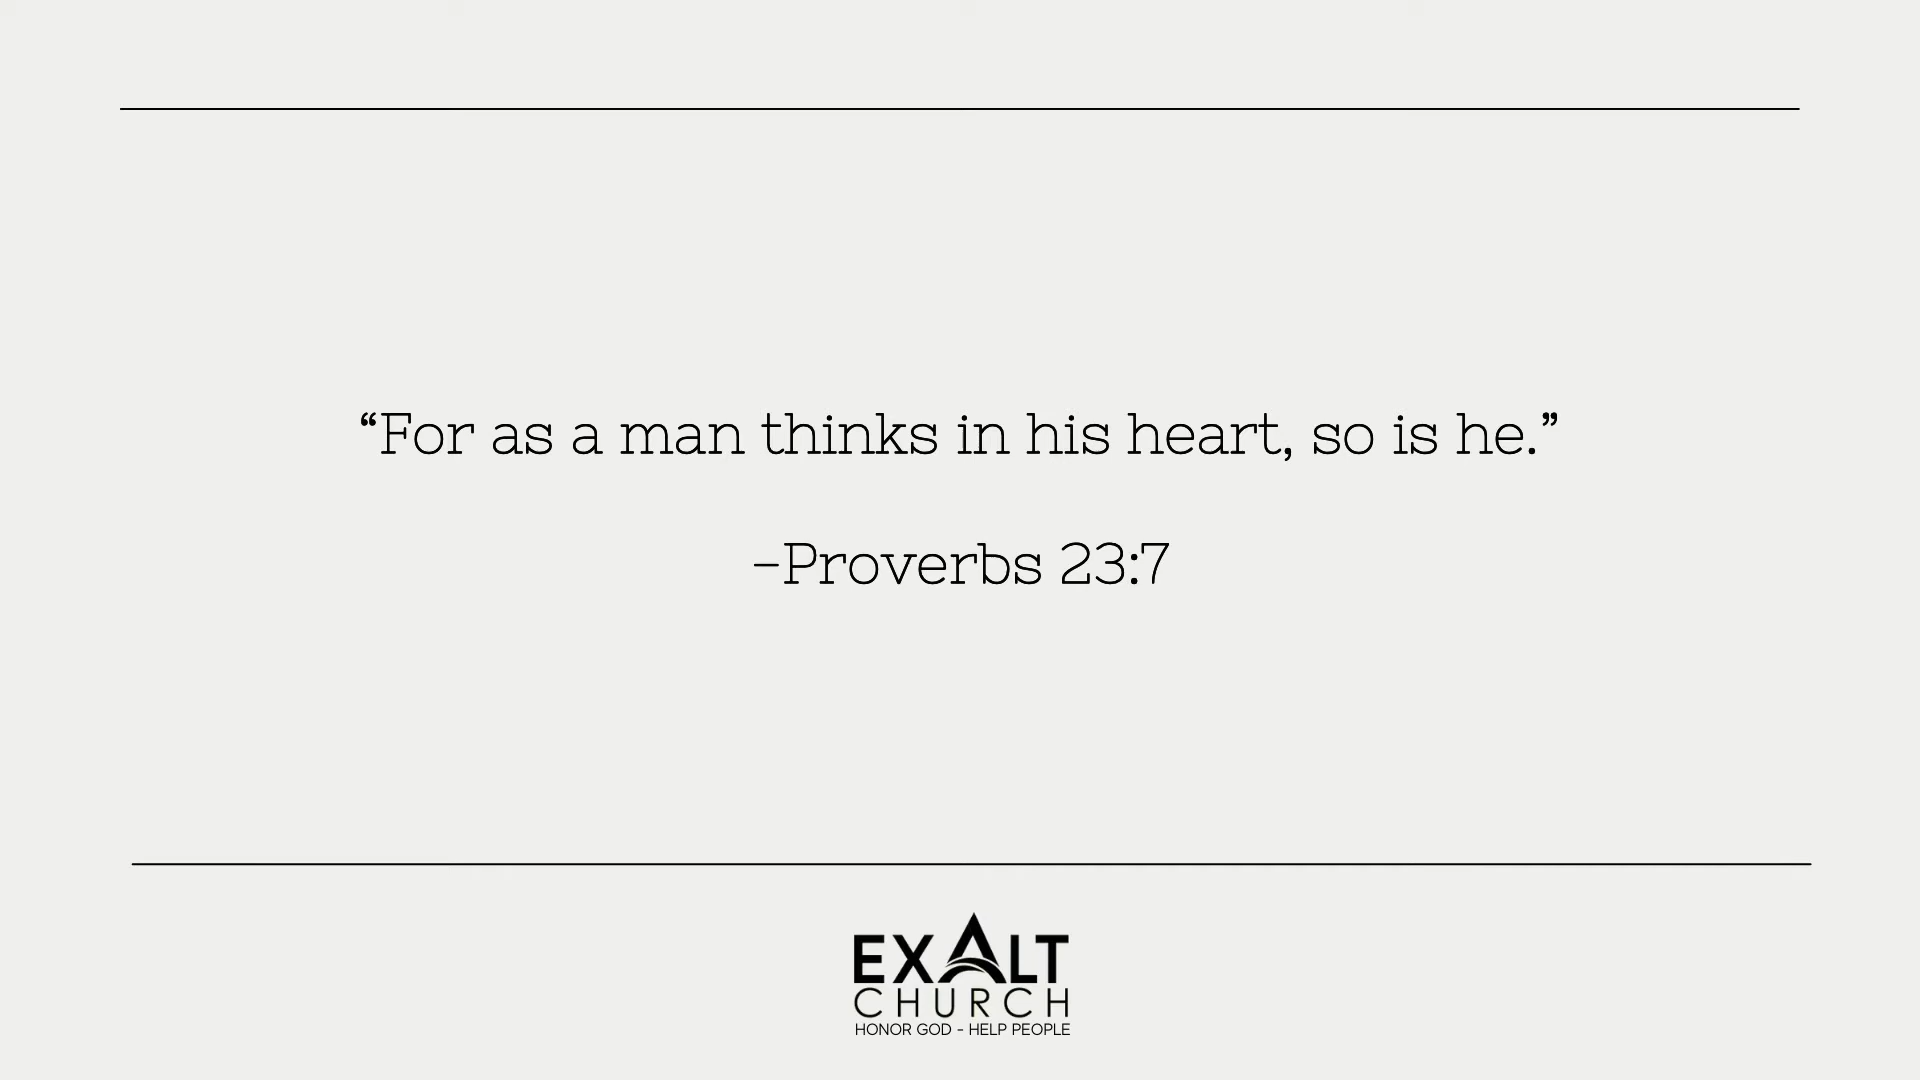 “For as a man thinks in his heart, so is he.”
-Proverbs 23:7
EXALT
CHURCH
HONOR GOD - HELP PEOPLE